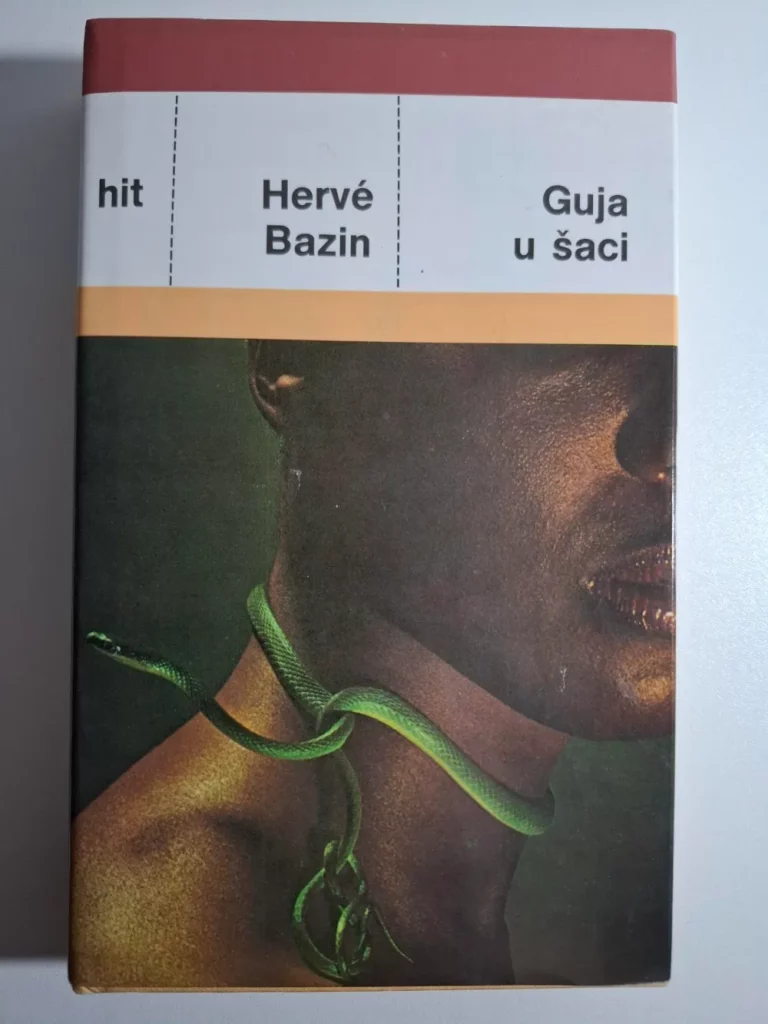 hit
Hervé
Bazin
Guja
u šaci